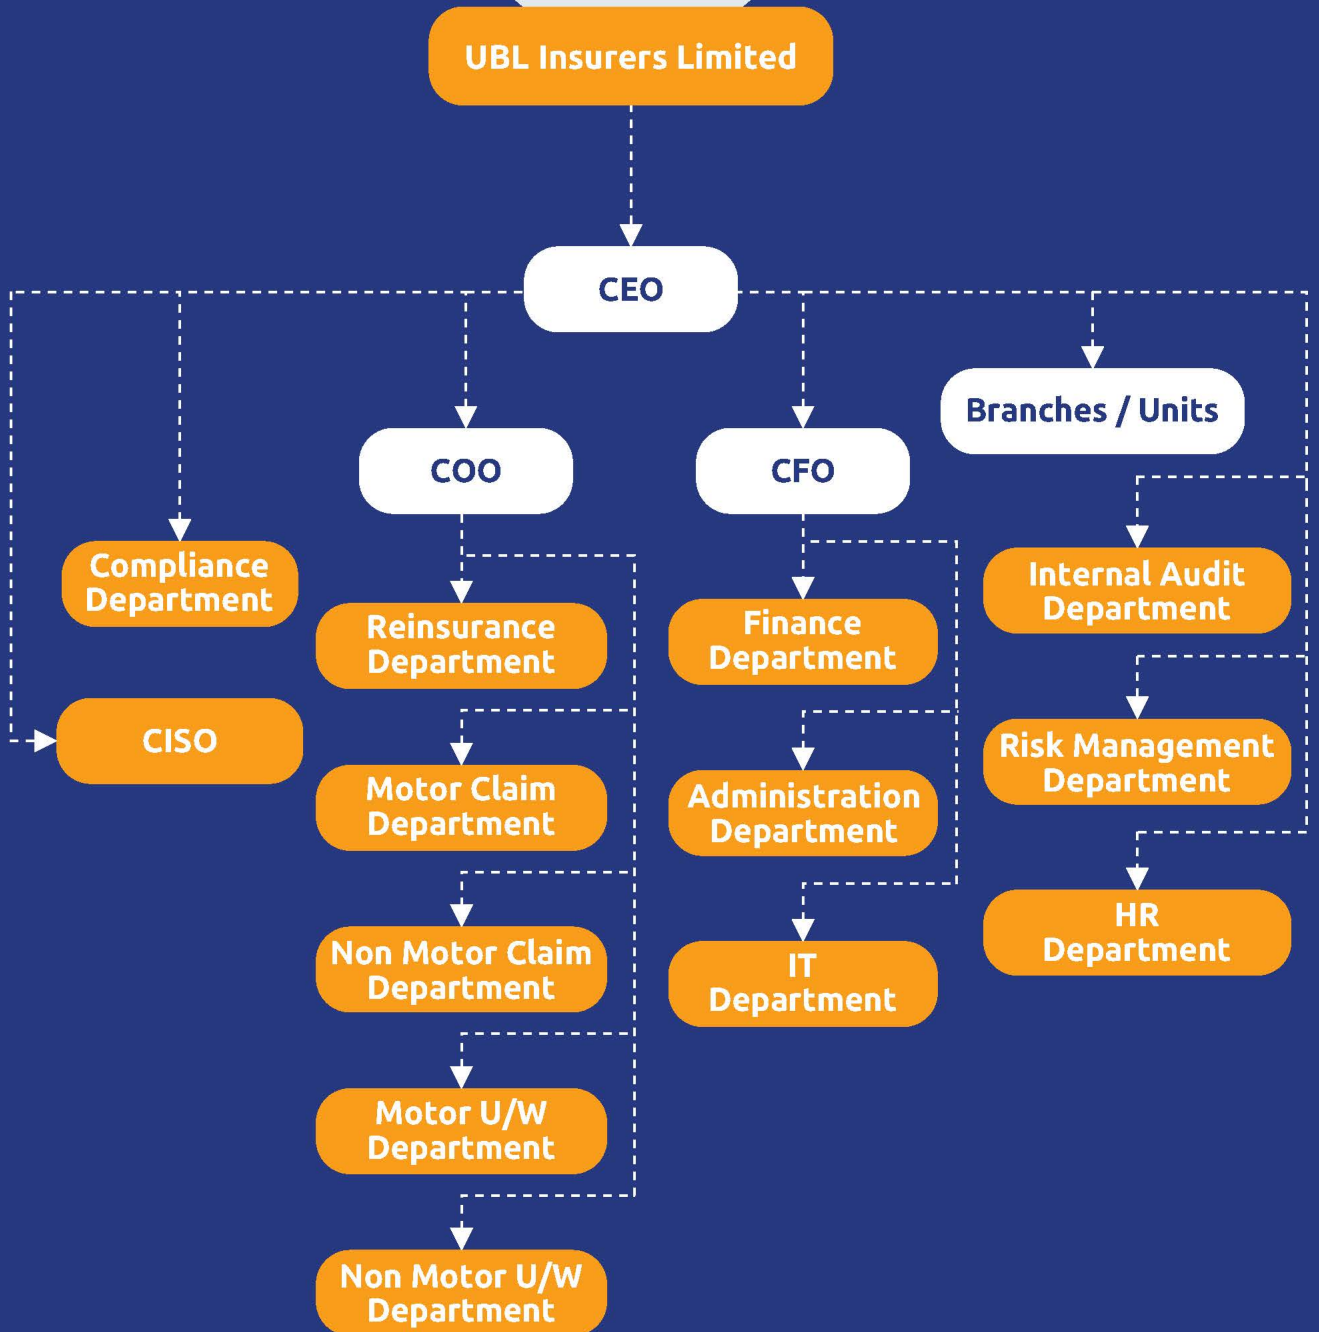 UBL Insurers Limited
CEO
Branches / Units
COO
CFO
Compliance
Department
Internal Audit
Department
Reinsurance
Department
Finance
Department
CISO
Risk Management
Department
Motor Claim
Department
Administration
Department
HR
Department
Non Motor Claim
Department
IT
Department
Motor U/W
Department
Non Motor U/W
Department